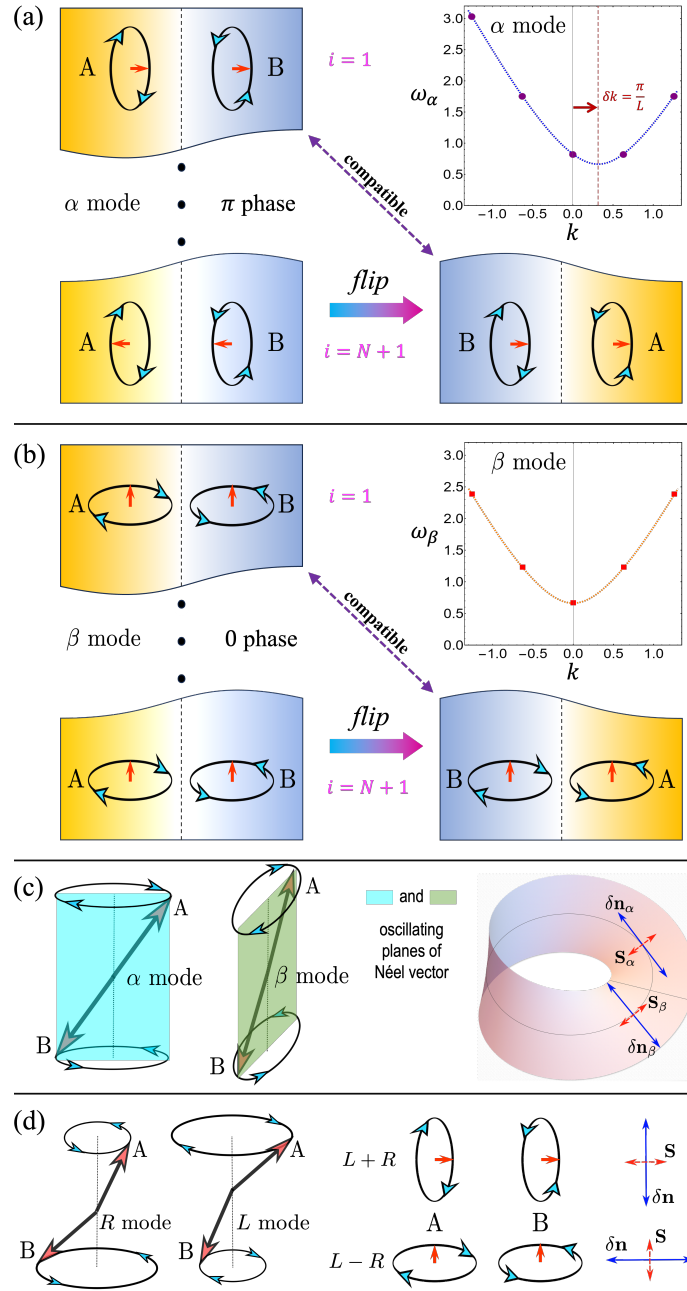 (a)
A
B
i = 1
α mode
π phase
compatible
A
B
flip
i = N + 1
B
A
α mode
ω_α
δk = π/L
3.0
2.5
2.0
1.5
1.0
0.5
0.0
−1.0 −0.5 0.0 0.5 1.0
k
(b)
A
B
i = 1
β mode
0 phase
compatible
A
B
flip
i = N + 1
B
A
β mode
ω_β
3.0
2.5
2.0
1.5
1.0
0.5
0.0
−1.0 −0.5 0.0 0.5 1.0
k
(c)
A
α mode
B
A
β mode
B
and
oscillating
planes of
Néel vector
δn_α
S_α
S_β
δn_β
(d)
A
R mode
B
A
L mode
B
L + R
A
B
L − R
S
δn
δn
S